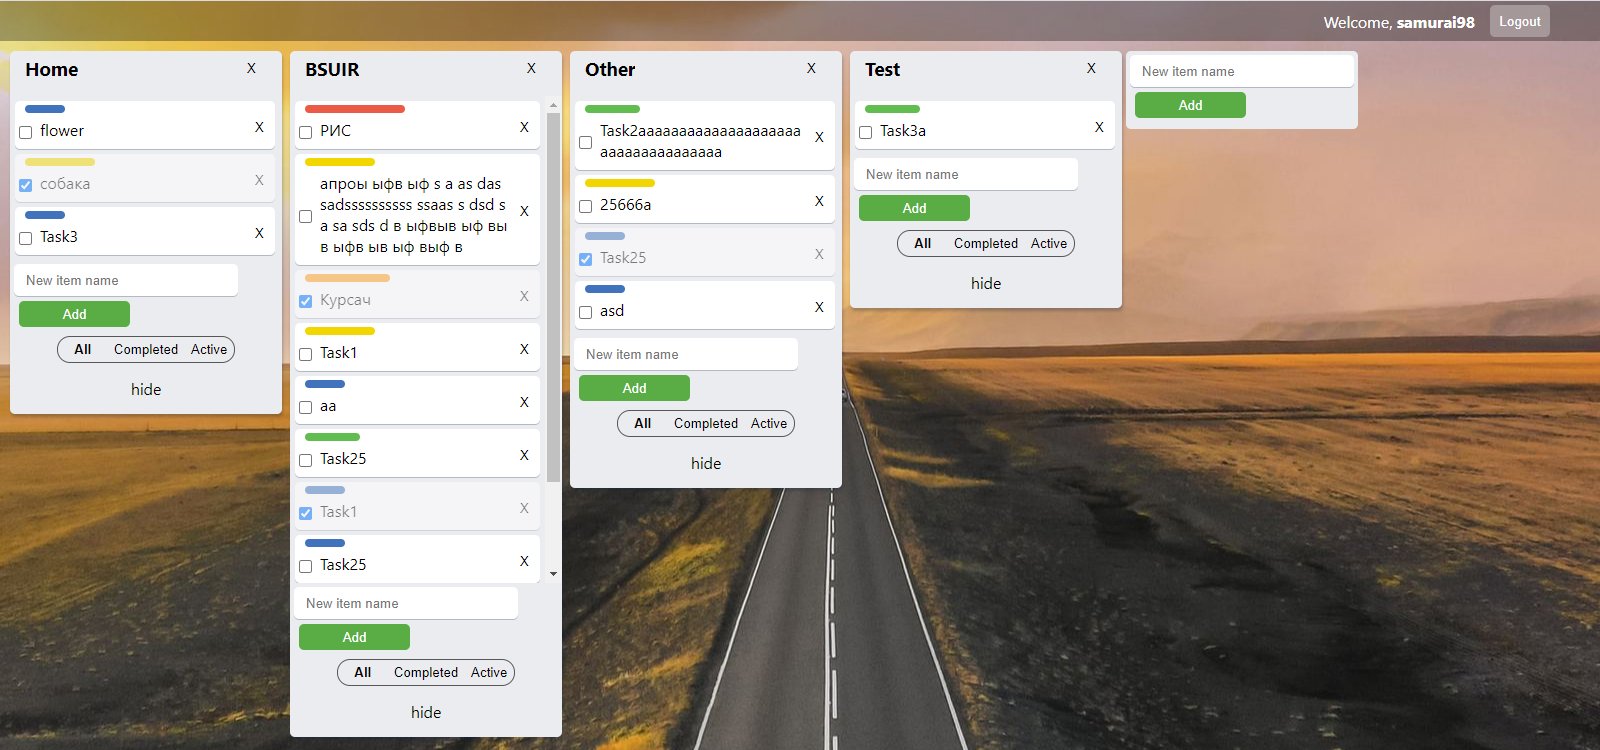 Welcome, samurai98
Logout
Home
X
flower
X
собака
X
Task3
X
New item name
Add
All
Completed
Active
hide
BSUIR
X
РИС
X
апроы ыфв ыф s a as das
sadssssssssss ssaas s dsd s
a sa sds d в ыфвыв ыф вы
в ыфв ыв ыф выф в
X
Курсач
X
Task1
X
aa
X
Task25
X
Task1
X
Task25
X
New item name
Add
All
Completed
Active
hide
Other
X
Task2aaaaaaaaaaaaaaaaaaaa
aaaaaaaaaaaaaaa
X
25666a
X
Task25
X
asd
X
New item name
Add
All
Completed
Active
hide
Test
X
Task3a
X
New item name
Add
All
Completed
Active
hide
New item name
Add